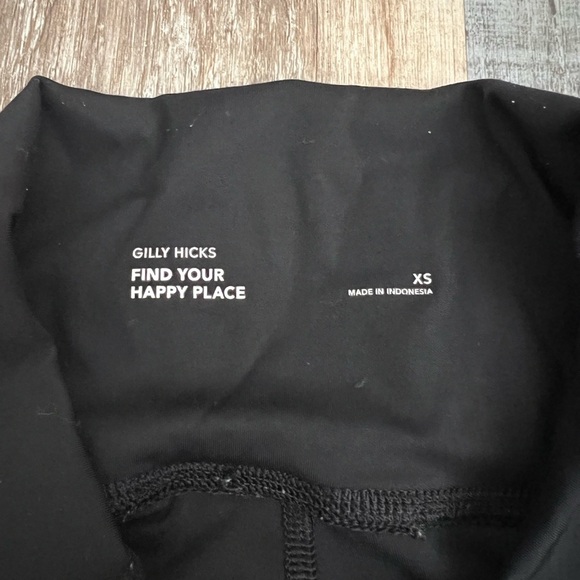 GILLY HICKS
FIND YOUR
HAPPY PLACE
XS
MADE IN INDONESIA